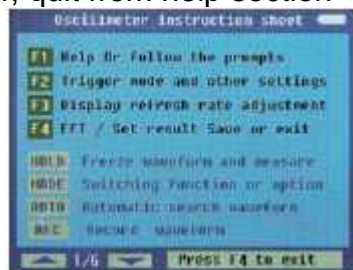 quit from help section
Oscillmeter instruction sheet
F1 Help Or Follow the prompts
F2 Trigger mode and other settings
F3 Display refresh rate adjustment
F4 FFT / Set result Save or exit
HOLD Freeze waveform and measure
MODE Switching function or option
AUTO Automatic search waveform
REC Record waveform
1/6 Press F4 to exit